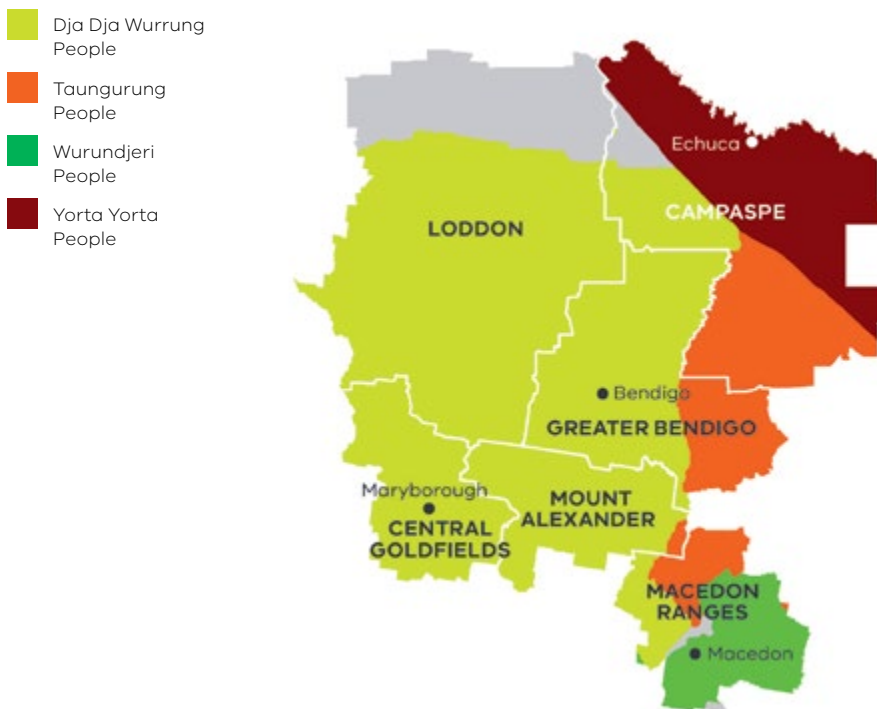 Dja Dja Wurrung
People
Taungurung
People
Wurundjeri
People
Yorta Yorta
People
Echuca
CAMPASPE
LODDON
Bendigo
GREATER BENDIGO
Maryborough
MOUNT
ALEXANDER
CENTRAL
GOLDFIELDS
MACEDON
RANGES
Macedon